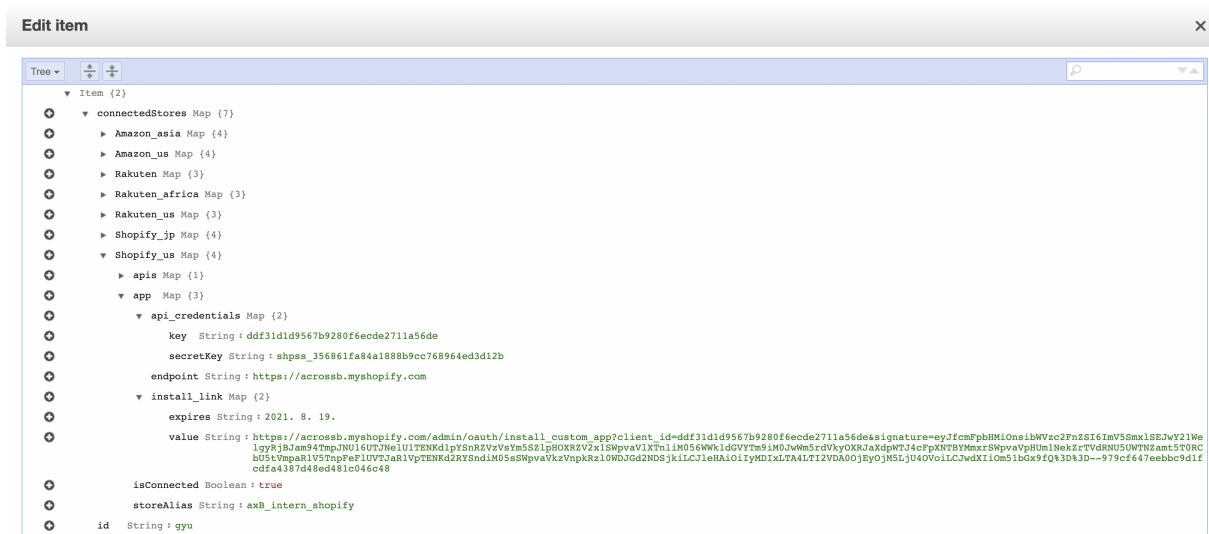 Edit item
Tree
Item {2}
connectedStores Map {7}
Amazon_asia Map {4}
Amazon_us Map {4}
Rakuten Map {3}
Rakuten_africa Map {3}
Rakuten_us Map {3}
Shopify_jp Map {4}
Shopify_us Map {4}
apis Map {1}
app Map {3}
api_credentials Map {2}
key String : ddf31d1d9567b9280f6ecde2711a56de
secretKey String : 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
endpoint String : https://acrossb.myshopify.com
install_link Map {2}
expires String : 2021. 8. 19.
value String : https://acrossb.myshopify.com/admin/oauth/install_custom_app?client_id=ddf31d1d9567b9280f6ecde2711a56de&signature=
cdfa4387d48ed481c046c48
isConnected Boolean : true
storeAlias String : axB_intern_shopify
id String : gyu